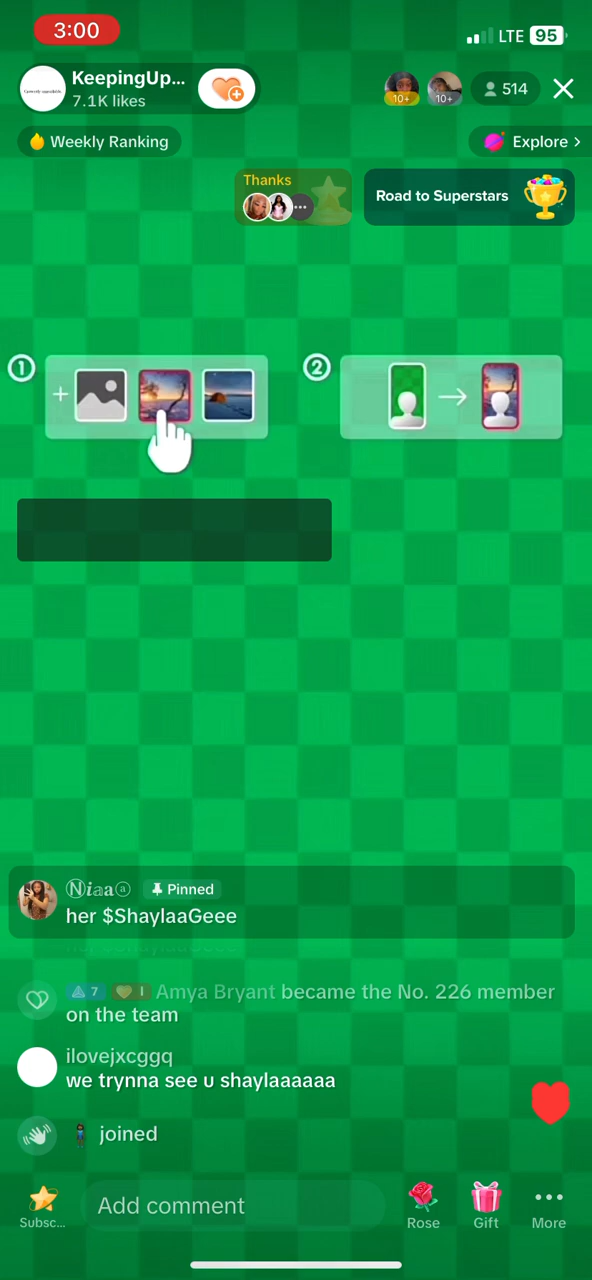 3:00
LTE 95
KeepingUp...
7.1K likes
10+
10+
514
Weekly Ranking
Explore >
Thanks
Road to Superstars
1
2
Ⓝ𝓲𝓪𝓪ⓐ
Pinned
her $ShaylaaGeee
7 1 Amya Bryant became the No. 226 member
on the team
ilovejxcggq
we trynna see u shaylaaaaaa
joined
Subsc...
Add comment
Rose
Gift
More